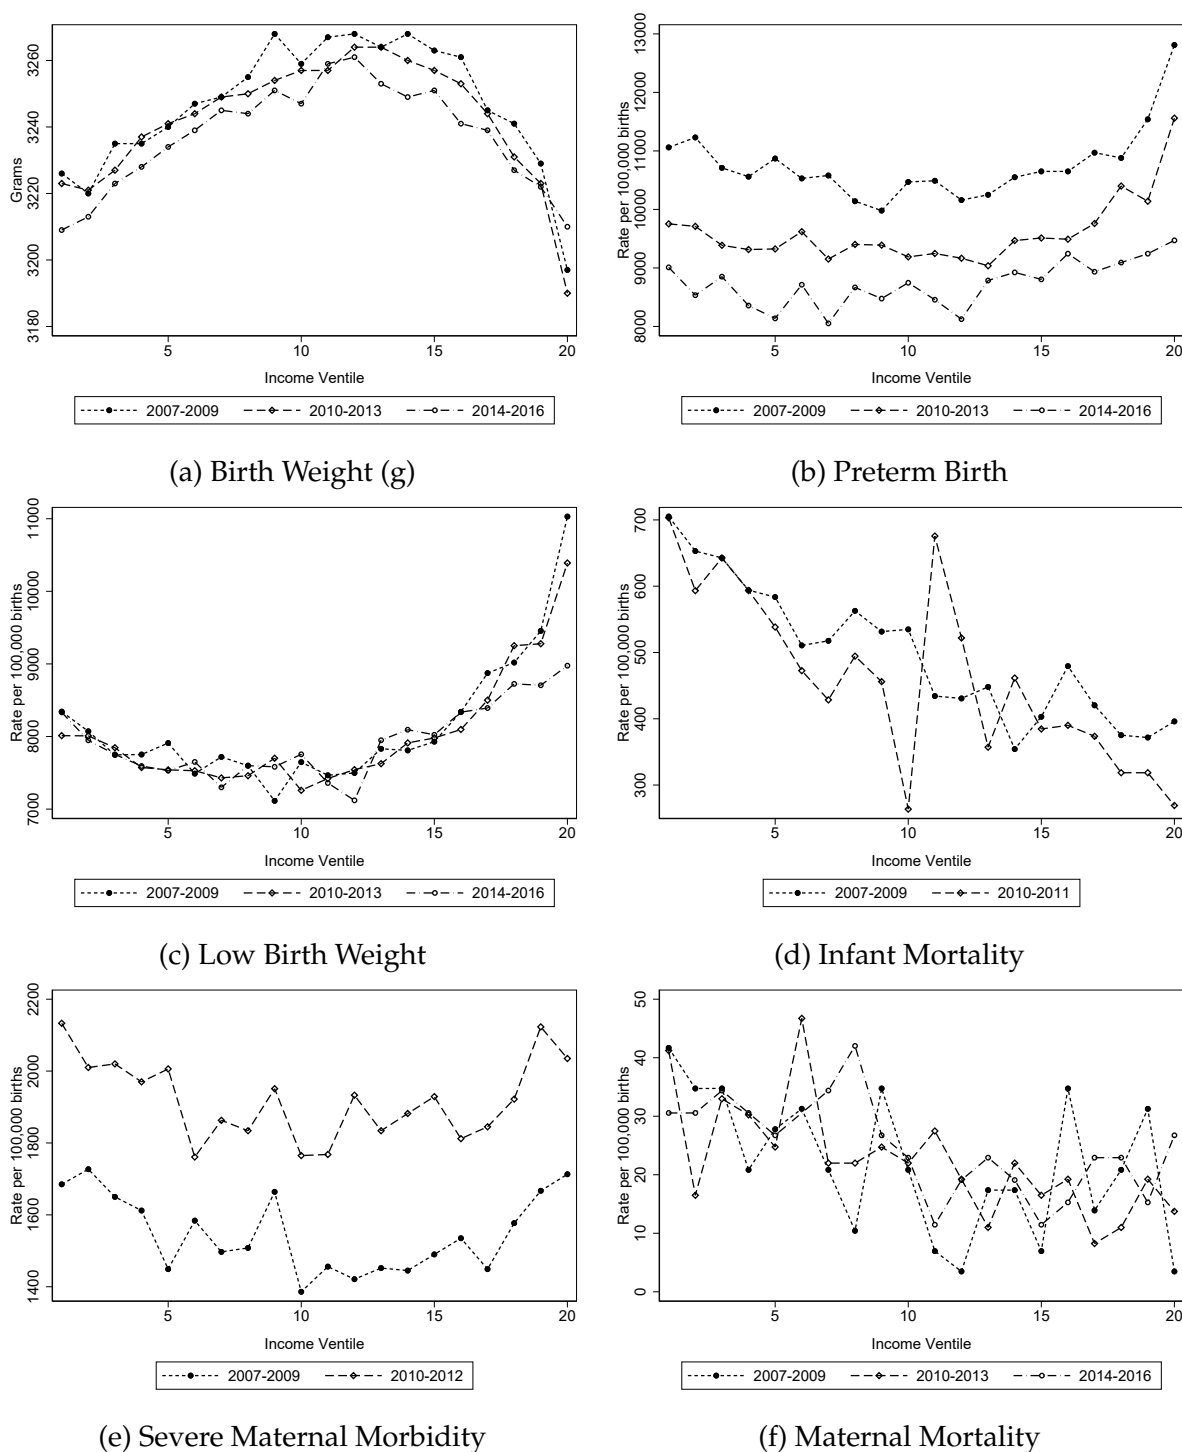 Grams
3180 3200 3220 3240 3260
5 10 15 20
Income Ventile
2007-2009 2010-2013 2014-2016
(a) Birth Weight (g)
Rate per 100,000 births
8000 9000 10000 11000 12000 13000
5 10 15 20
Income Ventile
2007-2009 2010-2013 2014-2016
(b) Preterm Birth
Rate per 100,000 births
7000 8000 9000 10000 11000
5 10 15 20
Income Ventile
2007-2009 2010-2013 2014-2016
(c) Low Birth Weight
Rate per 100,000 births
300 400 500 600 700
5 10 15 20
Income Ventile
2007-2009 2010-2011
(d) Infant Mortality
Rate per 100,000 births
1400 1600 1800 2000 2200
5 10 15 20
Income Ventile
2007-2009 2010-2012
(e) Severe Maternal Morbidity
Rate per 100,000 births
0 10 20 30 40 50
5 10 15 20
Income Ventile
2007-2009 2010-2013 2014-2016
(f) Maternal Mortality